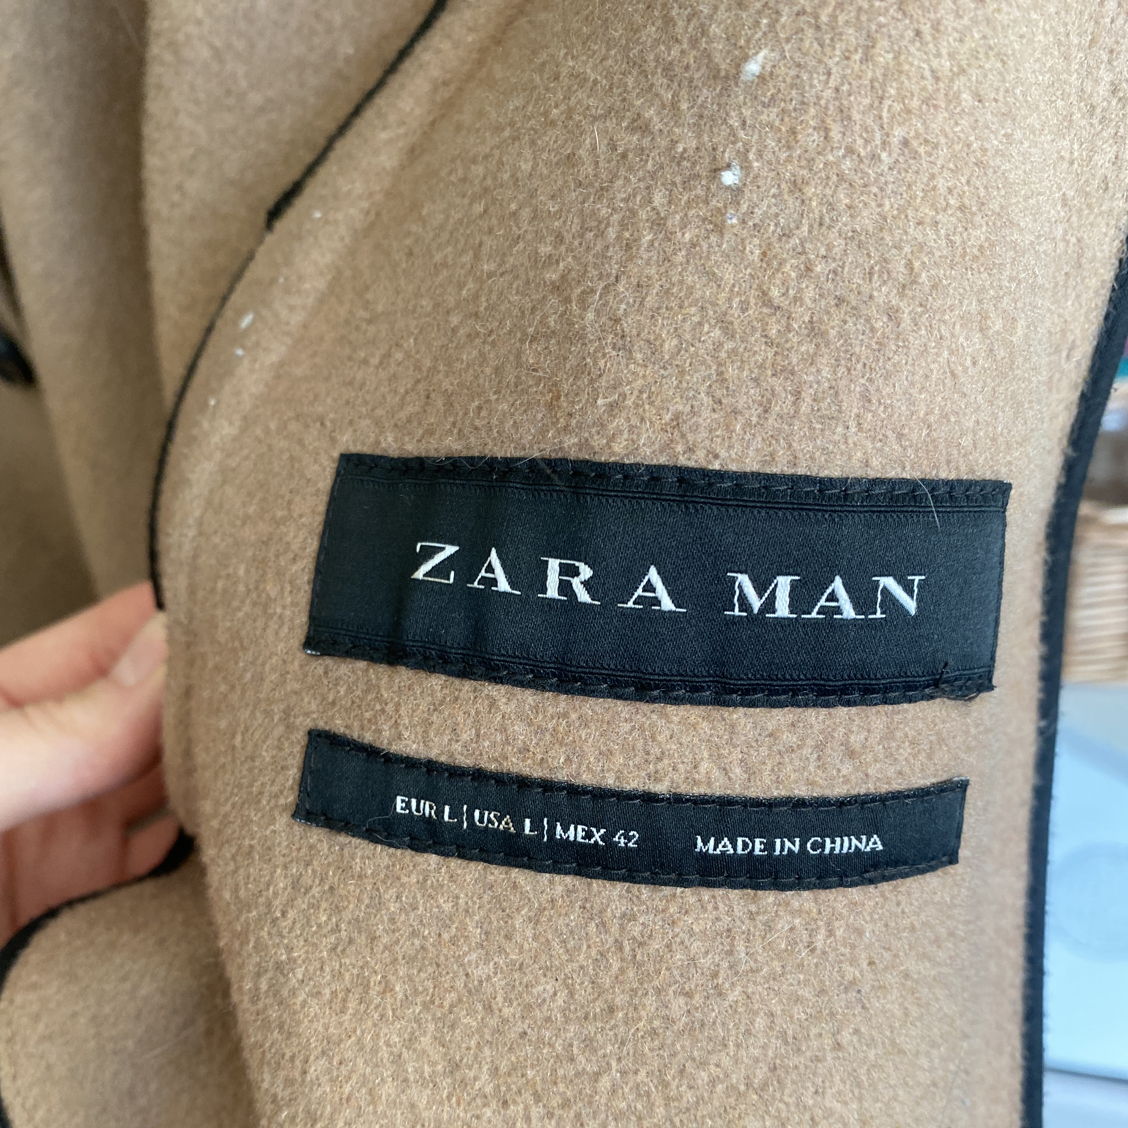 ZARA MAN
EUR L | USA L | MEX 42 MADE IN CHINA